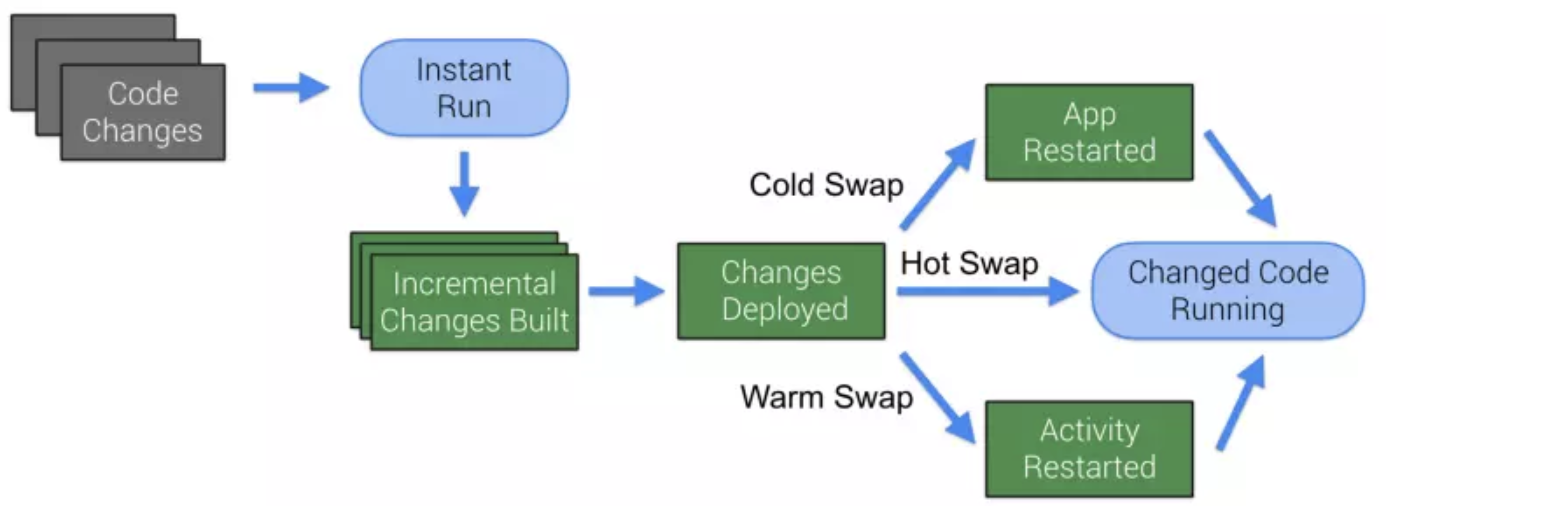 Code
Changes
Instant
Run
Incremental
Changes Built
Changes
Deployed
Cold Swap
Hot Swap
Warm Swap
App
Restarted
Activity
Restarted
Changed Code
Running